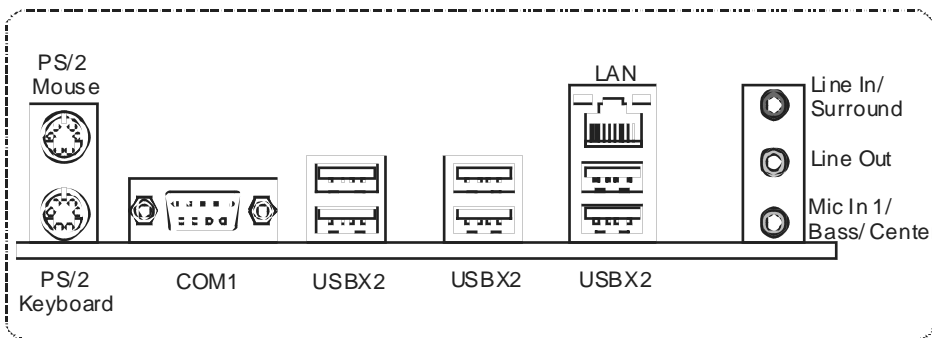 PS/2
Mouse
LAN
Line In/
Surround
Line Out
Mic In 1/
Bass/ Cente
PS/2
Keyboard
COM1
USBX2
USBX2
USBX2